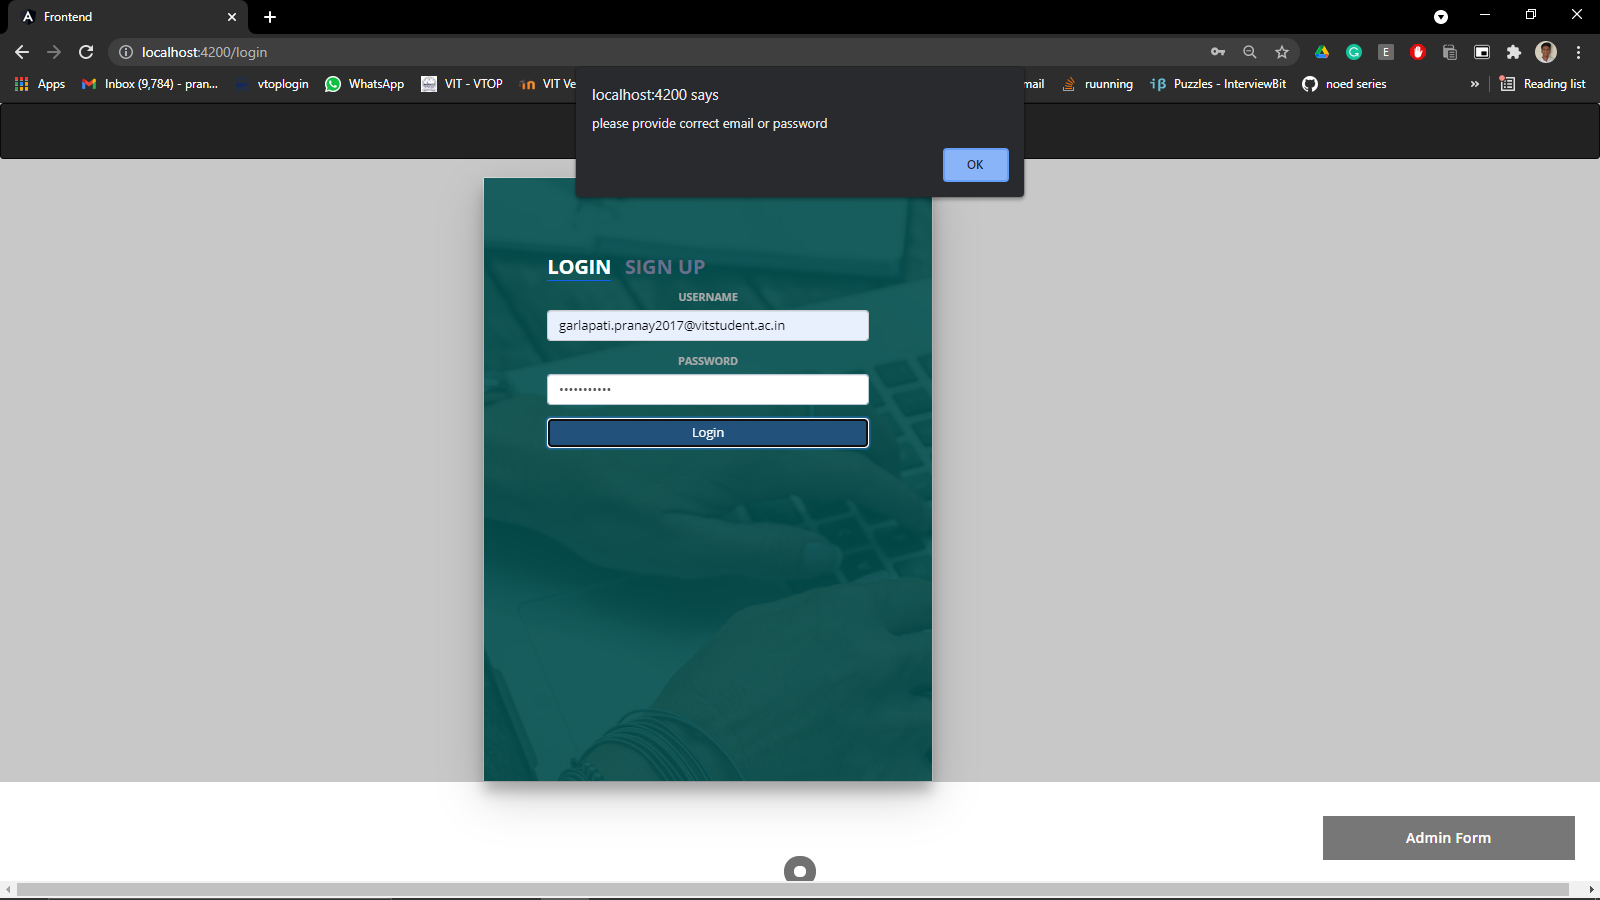 Frontend
localhost:4200/login
Apps
Inbox (9,784) - pran...
vtoplogin
WhatsApp
VIT - VTOP
VIT Ve
mail
ruunning
Puzzles - InterviewBit
noed series
»
Reading list
localhost:4200 says
please provide correct email or password
OK
LOGIN SIGN UP
USERNAME
garlapati.pranay2017@vitstudent.ac.in
PASSWORD
•••••••••••
Login
Admin Form